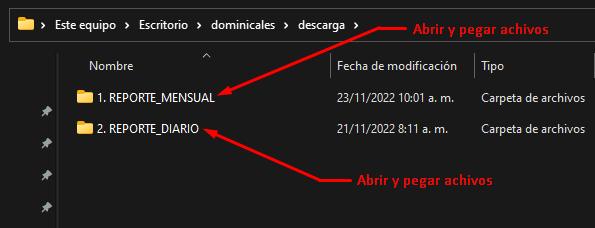 Este equipo > Escritorio > dominicales > descarga >
Abrir y pegar achivos
Nombre Fecha de modificación Tipo
1. REPORTE_MENSUAL 23/11/2022 10:01 a. m. Carpeta de archivos
2. REPORTE_DIARIO 21/11/2022 8:11 a. m. Carpeta de archivos
Abrir y pegar achivos